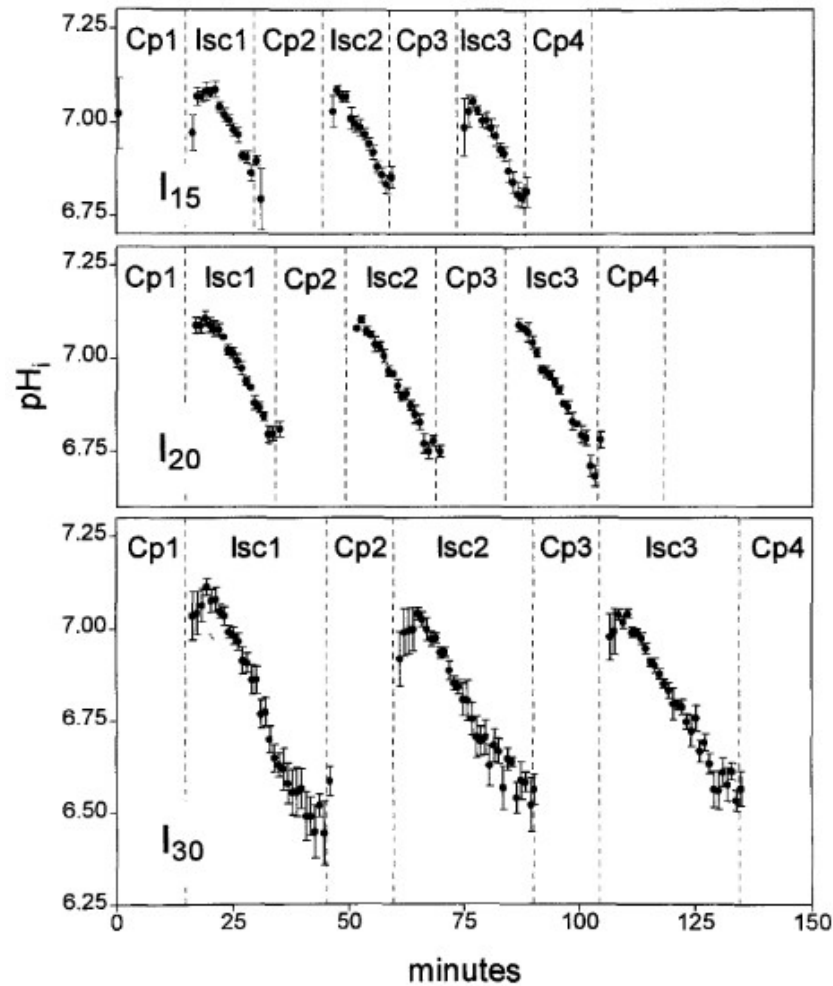 7.25
Cp1 Isc1 Cp2 Isc2 Cp3 Isc3 Cp4
7.00
6.75
I15
7.25
Cp1 Isc1 Cp2 Isc2 Cp3 Isc3 Cp4
7.00
pHi
6.75
I20
7.25
Cp1 Isc1 Cp2 Isc2 Cp3 Isc3 Cp4
7.00
6.75
6.50
I30
6.25
0 25 50 75 100 125 150
minutes